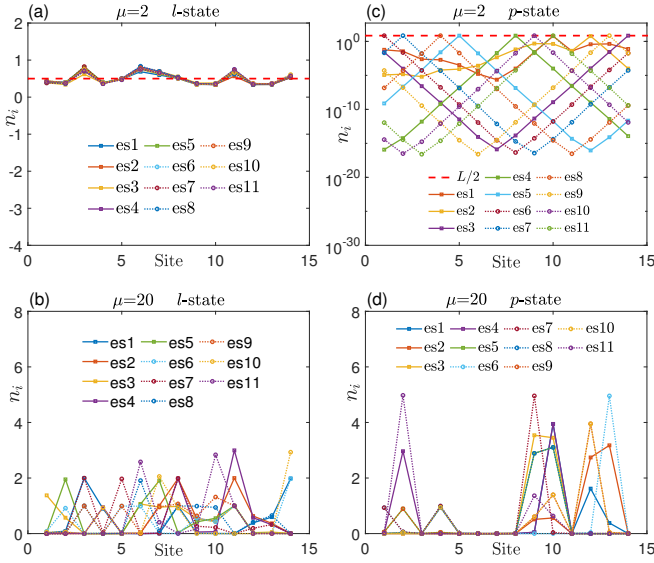 (a) μ=2 l-state
2
1
0
-1
-2
-3
-4
n_i
es1 es5 es9
es2 es6 es10
es3 es7 es11
es4 es8
0 5 10 15
Site
(c) μ=2 p-state
10^0
10^-10
10^-20
10^-30
n_i
L/2 es4 es8
es1 es5 es9
es2 es6 es10
es3 es7 es11
0 5 10 15
Site
(b) μ=20 l-state
8
6
4
2
0
n_i
es1 es5 es9
es2 es6 es10
es3 es7 es11
es4 es8
0 5 10 15
Site
(d) μ=20 p-state
8
6
4
2
0
n_i
es1 es4 es7 es10
es2 es5 es8 es11
es3 es6 es9
0 5 10 15
Site